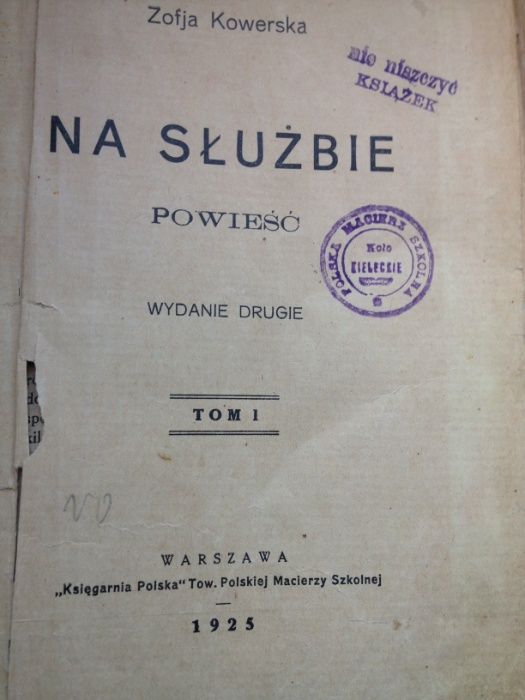 Zofja Kowerska
nie niszczyć
KSIĄŻEK
NA SŁUŻBIE
POWIEŚĆ
POLSKA MACIERZ SZKOLNA
Koło
KIELECKIE
WYDANIE DRUGIE
TOM I
WARSZAWA
„Księgarnia Polska" Tow. Polskiej Macierzy Szkolnej
1925